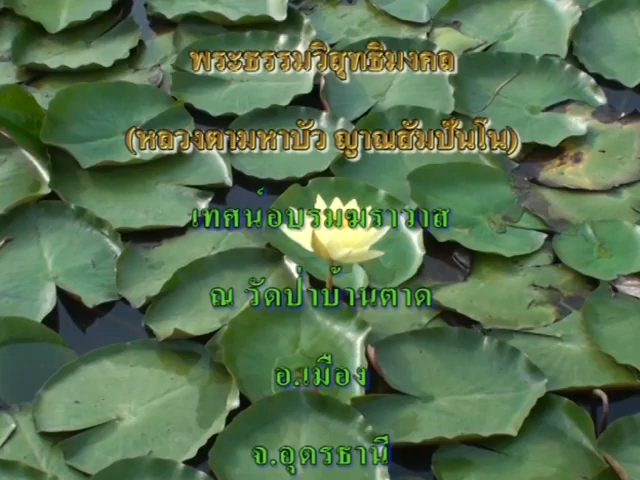 พระธรรมวิสุทธิมงคล
(หลวงตามหาบัว ญาณสัมปันโน)
เทศน์อบรมฆราวาส
ณ วัดป่าบ้านตาด
อ.เมือง
จ.อุดรธานี